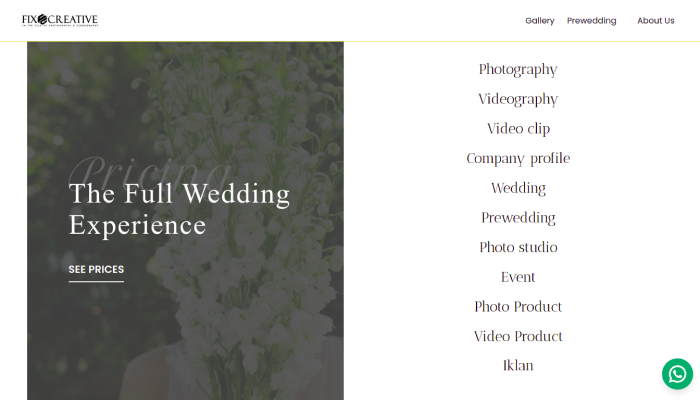 FIX CREATIVE
Gallery
Prewedding
About Us
Pricing
The Full Wedding
Experience
SEE PRICES
Photography
Videography
Video clip
Company profile
Wedding
Prewedding
Photo studio
Event
Photo Product
Video Product
Iklan